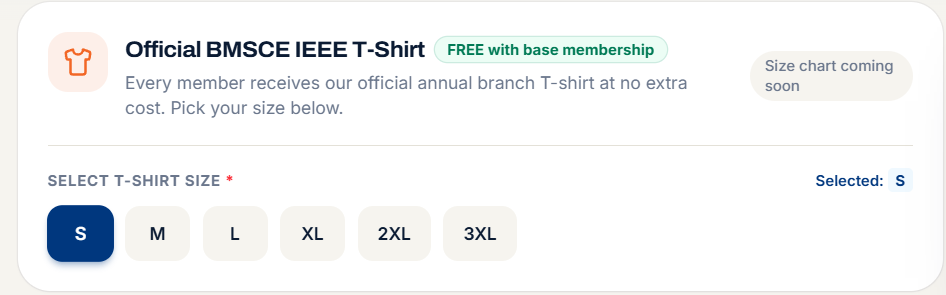 Official BMSCE IEEE T-Shirt FREE with base membership
Every member receives our official annual branch T-shirt at no extra
cost. Pick your size below.
Size chart coming
soon
SELECT T-SHIRT SIZE *
Selected: S
S M L XL 2XL 3XL